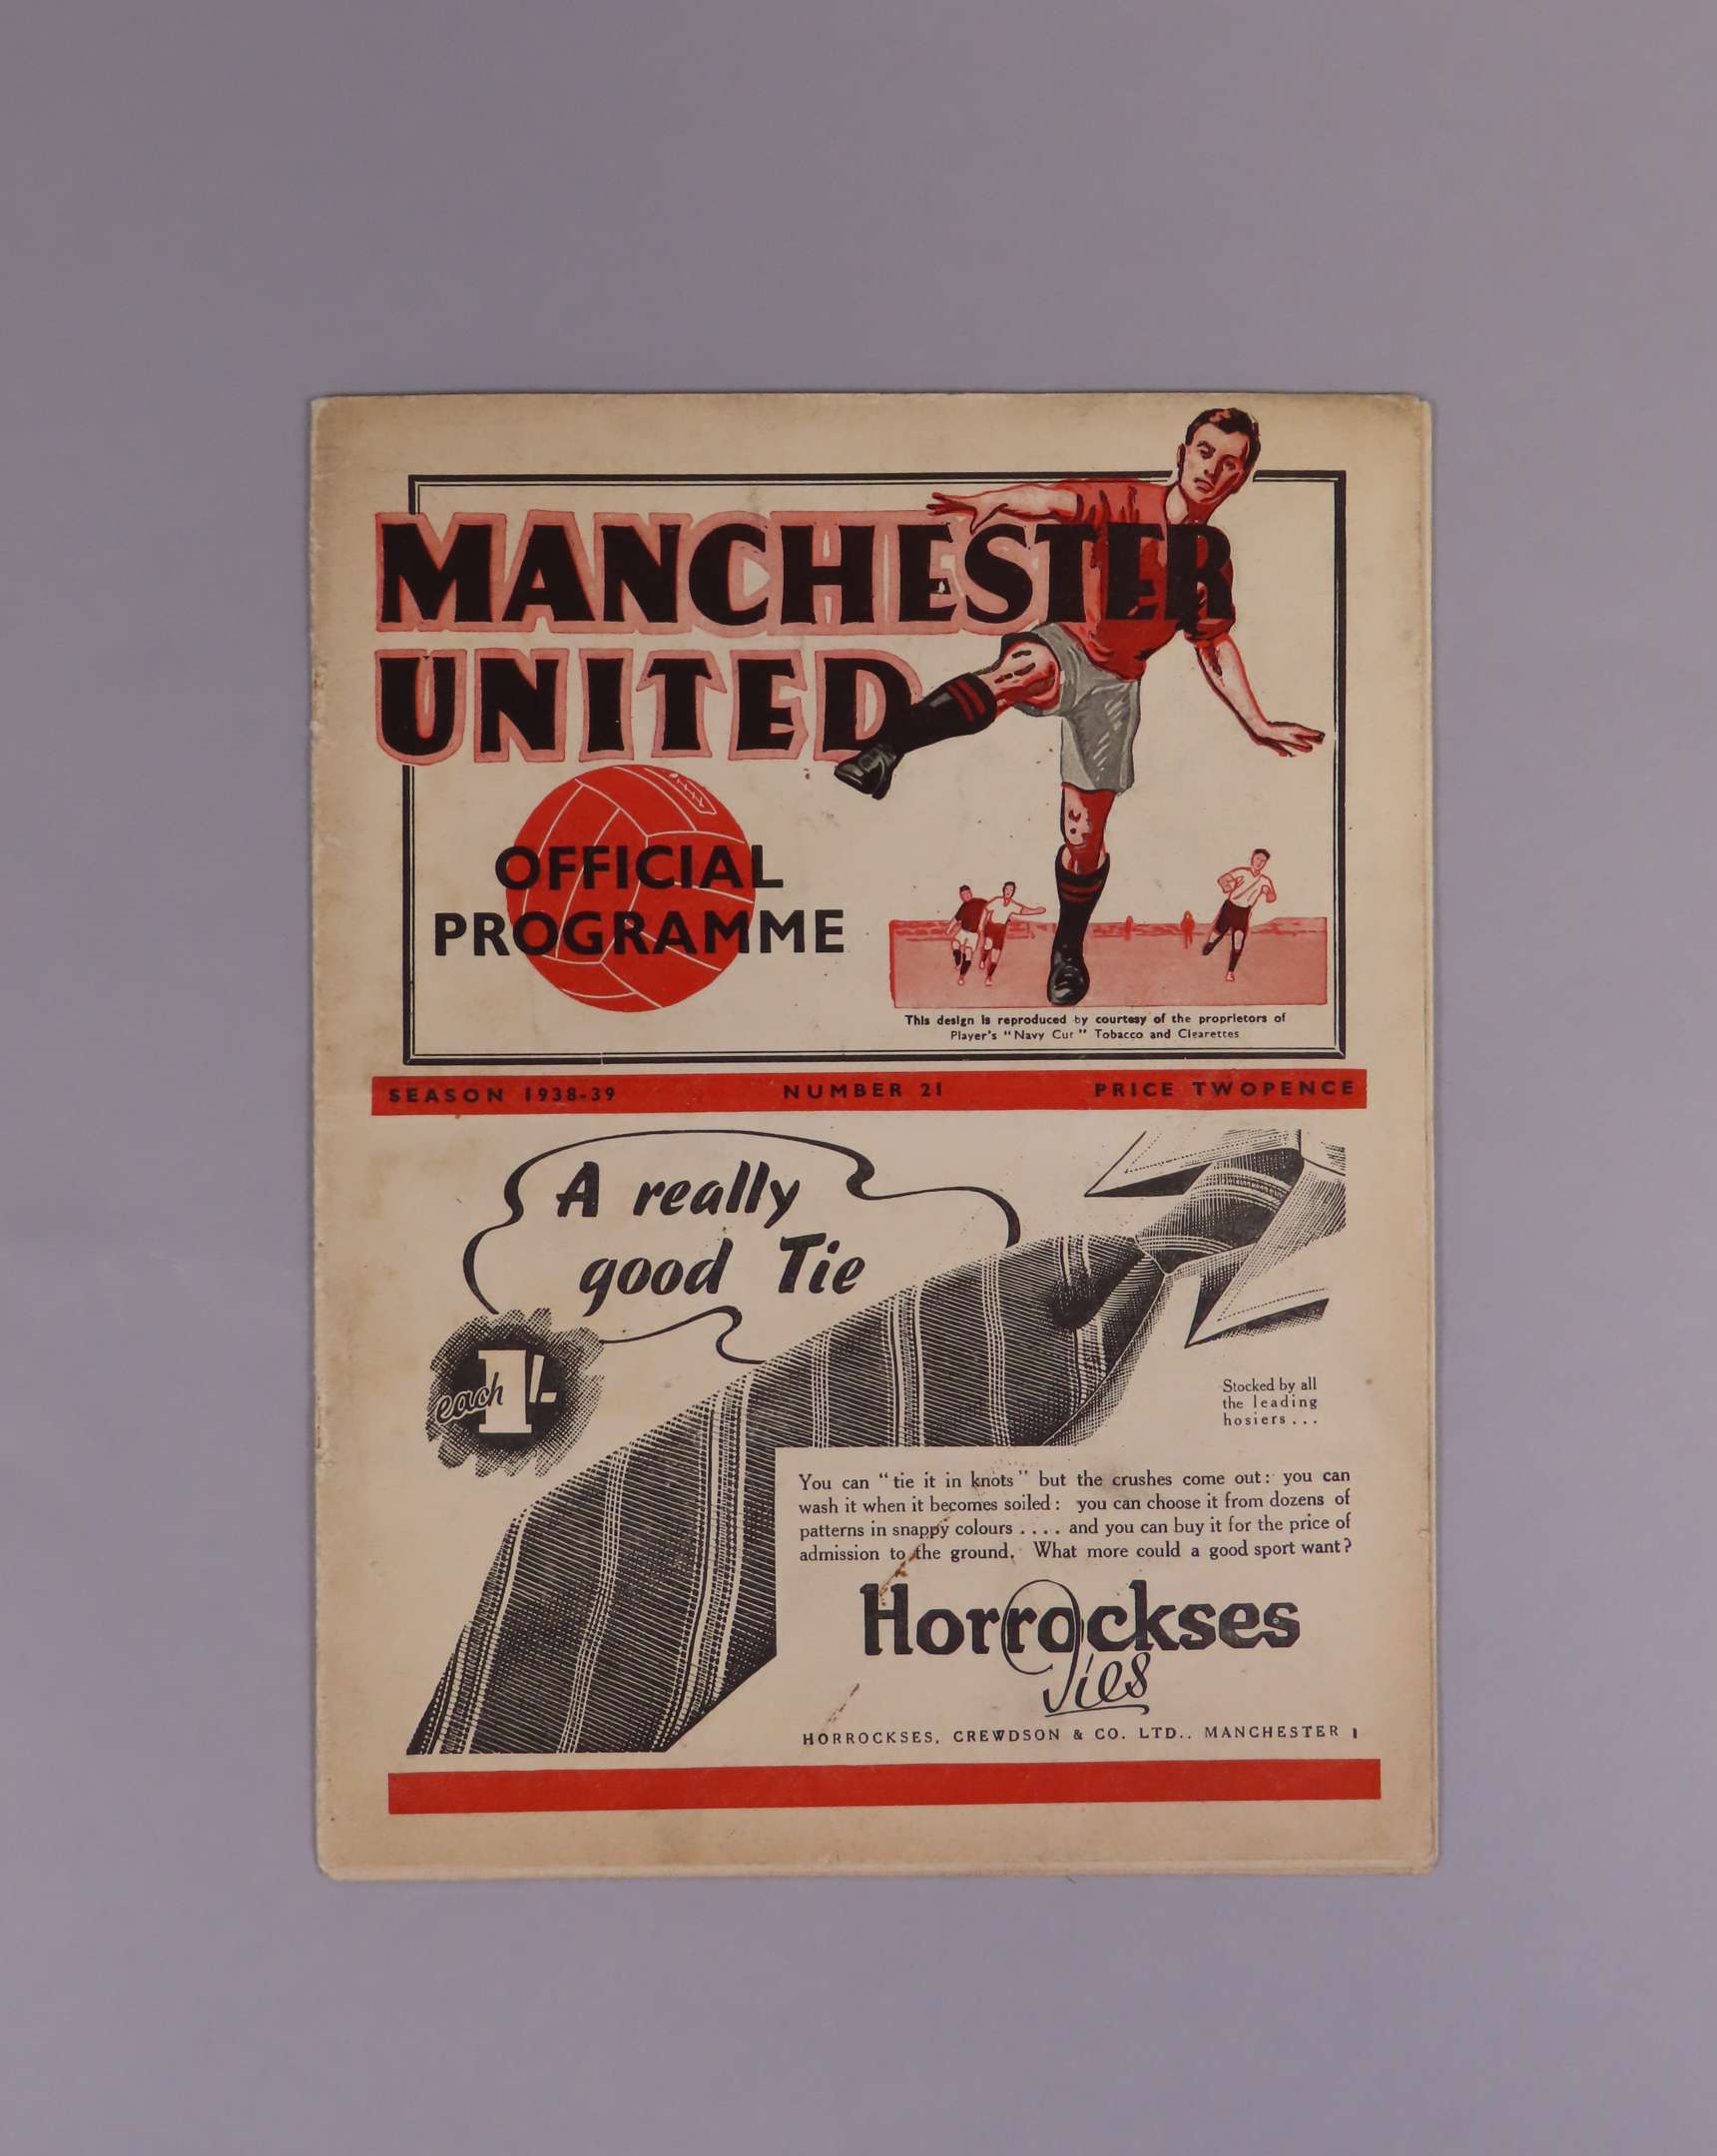 MANCHESTER
UNITED
OFFICIAL
PROGRAMME
This design is reproduced by courtesy of the proprietors of
Player's "Navy Cut" Tobacco and Cigarettes
SEASON 1938-39 NUMBER 21 PRICE TWOPENCE
A really
good Tie
each 1/-
Stocked by all
the leading
hosiers...
You can "tie it in knots" but the crushes come out: you can
wash it when it becomes soiled: you can choose it from dozens of
patterns in snappy colours .... and you can buy it for the price of
admission to the ground. What more could a good sport want?
Horrockses
Ties
HORROCKSES, CREWDSON & CO. LTD., MANCHESTER 1